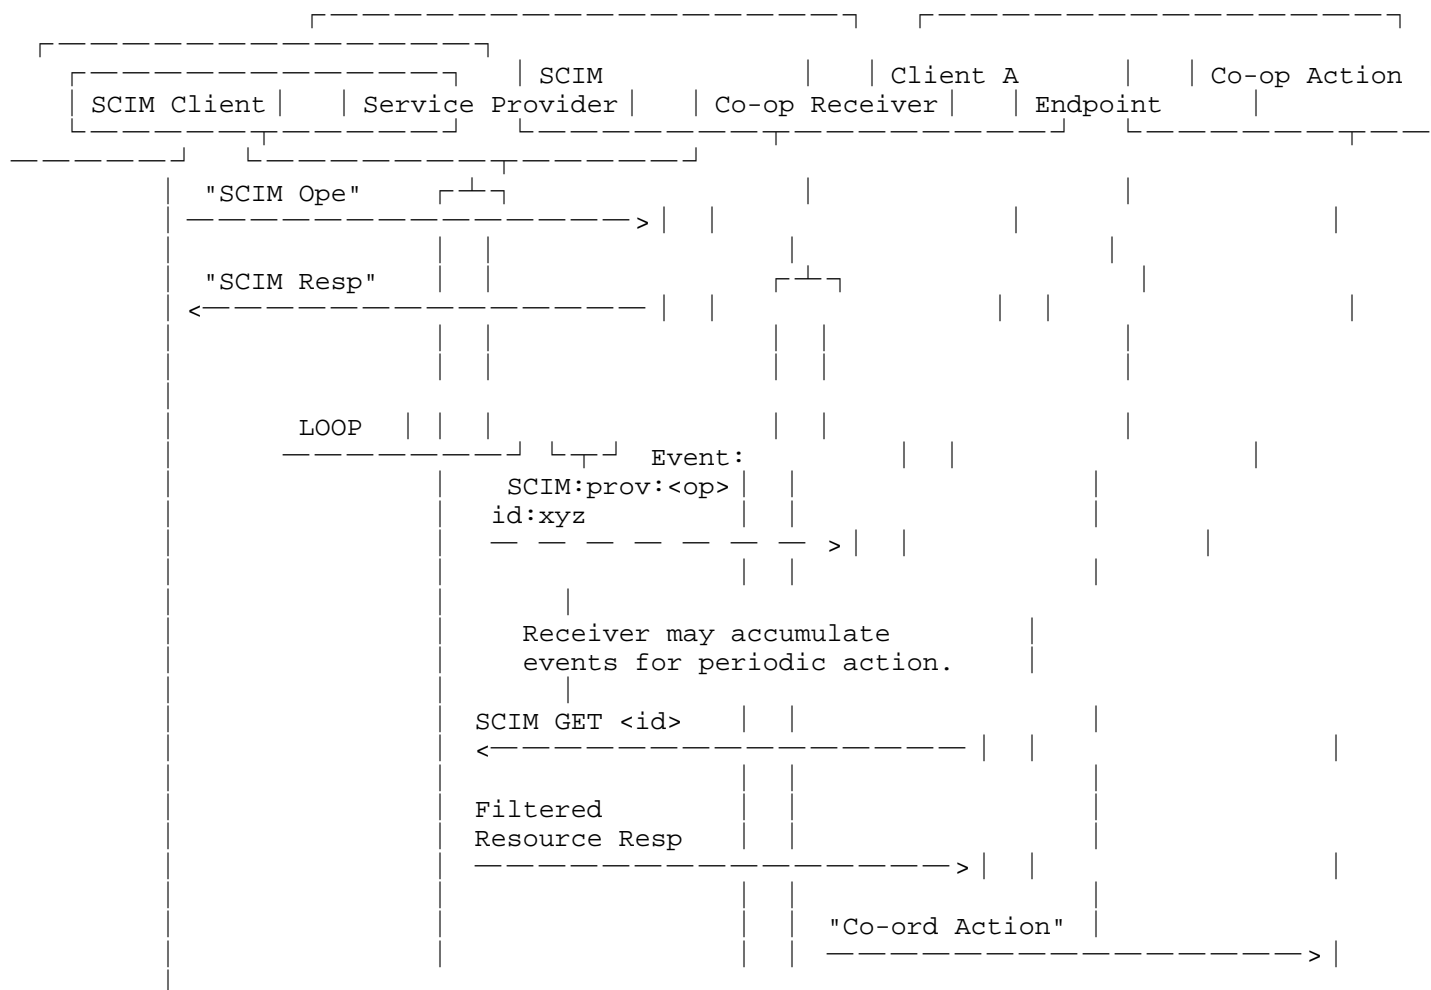 SCIM Client A Co-op Action
SCIM Client Service Provider Co-op Receiver Endpoint
"SCIM Ope"
>
"SCIM Resp"
<
LOOP
Event:
SCIM:prov:<op>
id:xyz
>
Receiver may accumulate
events for periodic action.
SCIM GET <id>
<
Filtered
Resource Resp
>
"Co-ord Action"
>